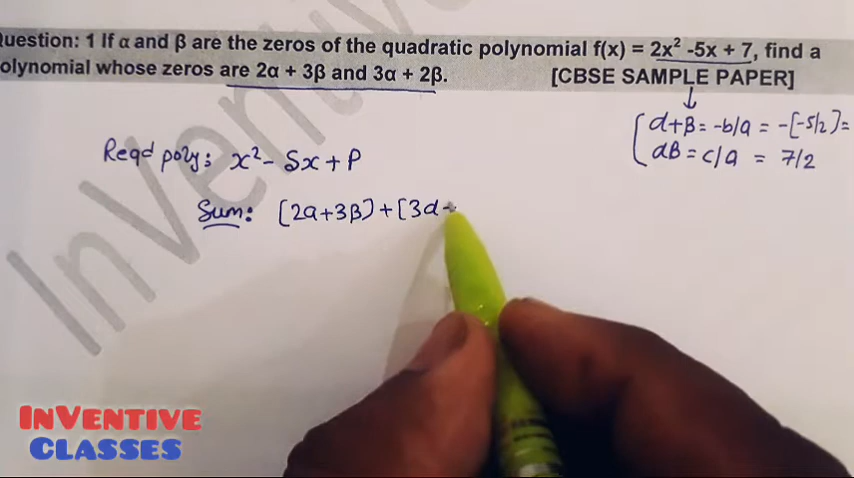 uestion: 1 If α and β are the zeros of the quadratic polynomial f(x) = 2x² -5x + 7, find a
olynomial whose zeros are 2α + 3β and 3α + 2β. [CBSE SAMPLE PAPER]
α+β = -b/a = -[-5/2] =
αβ = c/a = 7/2
Reqd poly: x² - Sx + P
Sum: [2α+3β] + [3α +
InVentive
InVentive
Classes